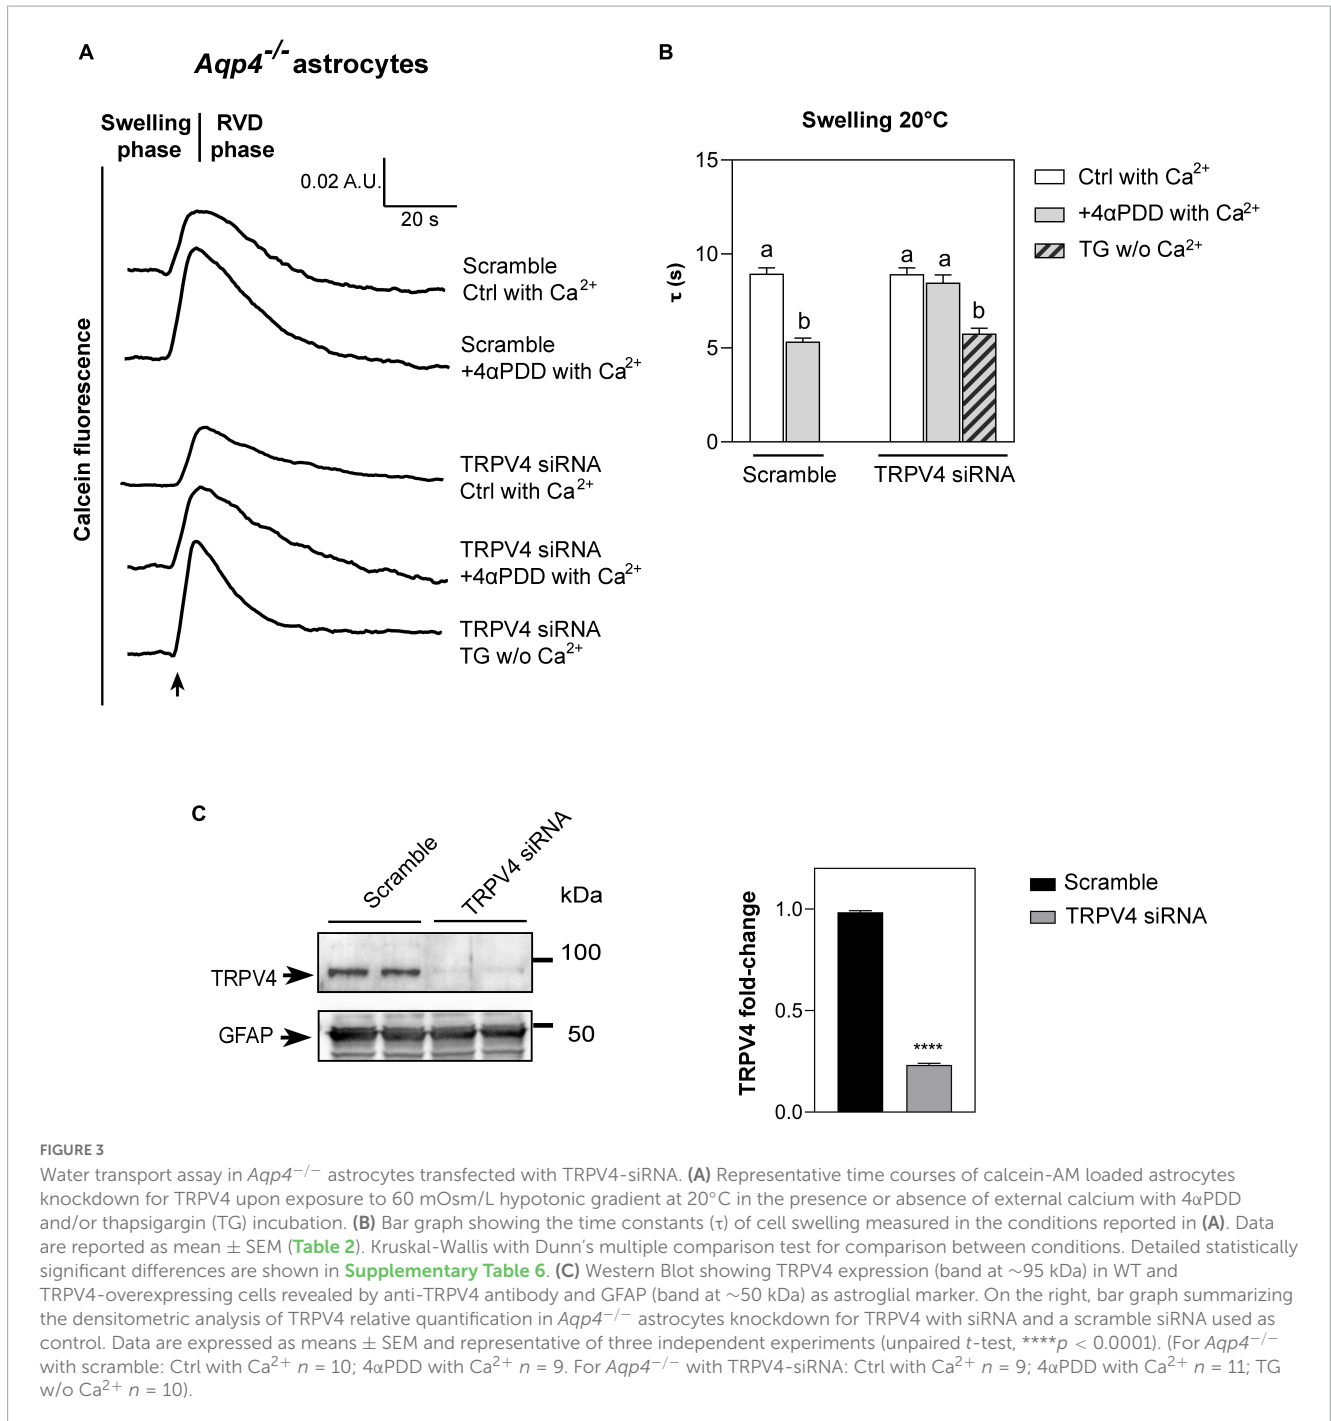 A
Aqp4-/- astrocytes
Swelling phase
RVD phase
0.02 A.U.
20 s
Calcein fluorescence
Scramble
Ctrl with Ca2+
Scramble
+4αPDD with Ca2+
TRPV4 siRNA
Ctrl with Ca2+
TRPV4 siRNA
+4αPDD with Ca2+
TRPV4 siRNA
TG w/o Ca2+
B
Swelling 20°C
15
10
5
0
τ (s)
a
b
a
a
b
Scramble
TRPV4 siRNA
Ctrl with Ca2+
+4αPDD with Ca2+
TG w/o Ca2+
C
Scramble
TRPV4 siRNA
kDa
100
TRPV4
GFAP
50
TRPV4 fold-change
1.0
0.5
0.0
****
Scramble
TRPV4 siRNA
FIGURE 3
Water transport assay in Aqp4−/− astrocytes transfected with TRPV4-siRNA. (A) Representative time courses of calcein-AM loaded astrocytes
knockdown for TRPV4 upon exposure to 60 mOsm/L hypotonic gradient at 20°C in the presence or absence of external calcium with 4αPDD
and/or thapsigargin (TG) incubation. (B) Bar graph showing the time constants (τ) of cell swelling measured in the conditions reported in (A). Data
are reported as mean ± SEM (Table 2). Kruskal-Wallis with Dunn's multiple comparison test for comparison between conditions. Detailed statistically
significant differences are shown in Supplementary Table 6. (C) Western Blot showing TRPV4 expression (band at ∼95 kDa) in WT and
TRPV4-overexpressing cells revealed by anti-TRPV4 antibody and GFAP (band at ∼50 kDa) as astroglial marker. On the right, bar graph summarizing
the densitometric analysis of TRPV4 relative quantification in Aqp4−/− astrocytes knockdown for TRPV4 with siRNA and a scramble siRNA used as
control. Data are expressed as means ± SEM and representative of three independent experiments (unpaired t-test, ****p < 0.0001). (For Aqp4−/−
with scramble: Ctrl with Ca2+ n = 10; 4αPDD with Ca2+ n = 9. For Aqp4−/− with TRPV4-siRNA: Ctrl with Ca2+ n = 9; 4αPDD with Ca2+ n = 11; TG
w/o Ca2+ n = 10).